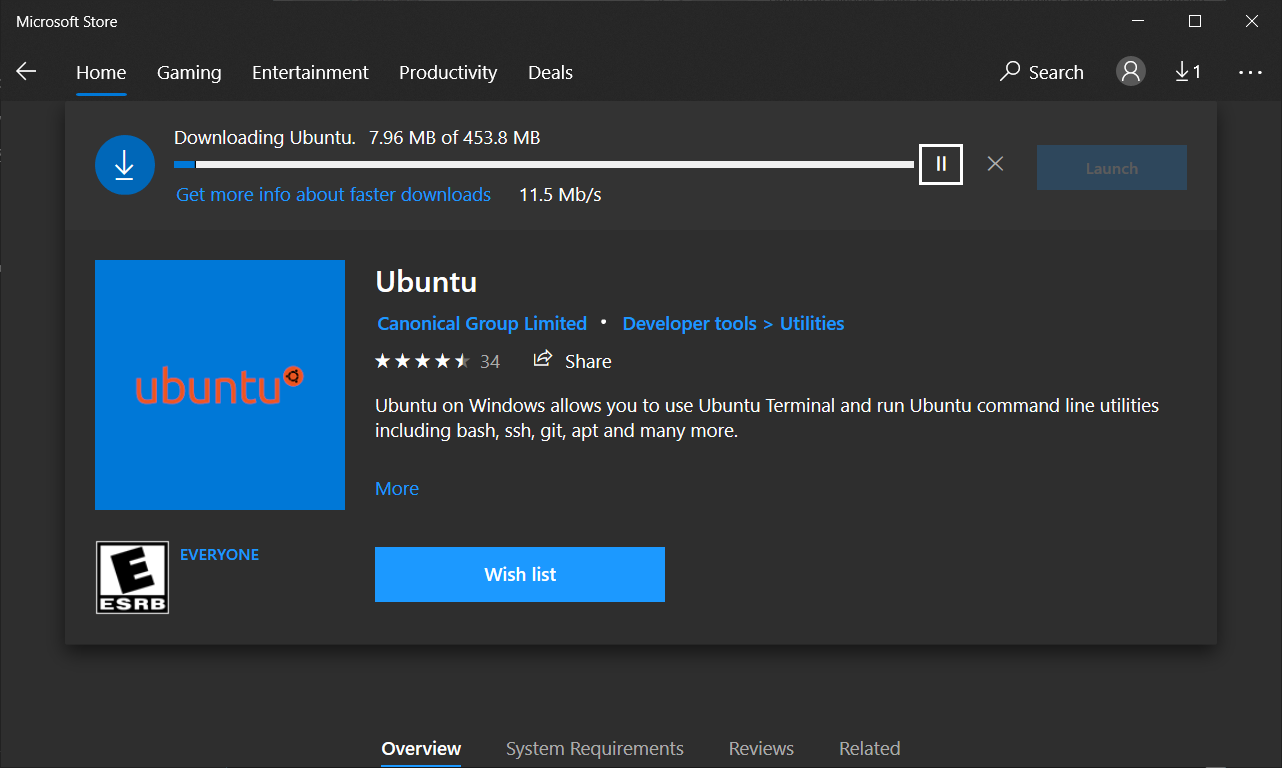 Microsoft Store
Home Gaming Entertainment Productivity Deals Search 1
Downloading Ubuntu. 7.96 MB of 453.8 MB
Launch
Get more info about faster downloads 11.5 Mb/s
Ubuntu
Canonical Group Limited • Developer tools > Utilities
34 Share
Ubuntu on Windows allows you to use Ubuntu Terminal and run Ubuntu command line utilities
including bash, ssh, git, apt and many more.
More
ubuntu
E
ESRB
EVERYONE
Wish list
Overview System Requirements Reviews Related